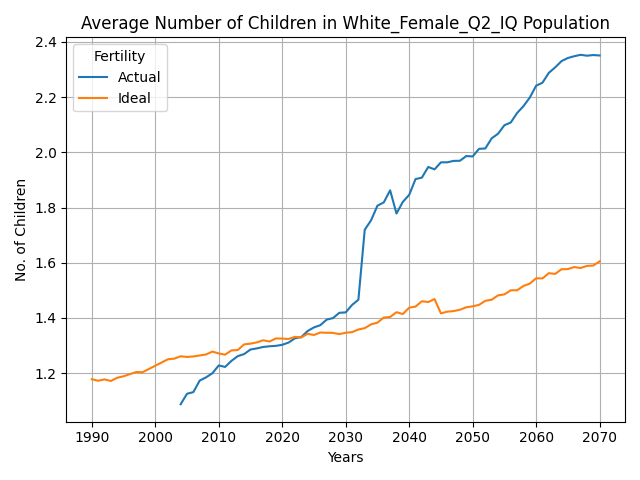 Average Number of Children in White_Female_Q2_IQ Population
Fertility
Actual
Ideal
No. of Children
2.4
2.2
2.0
1.8
1.6
1.4
1.2
1990 2000 2010 2020 2030 2040 2050 2060 2070
Years